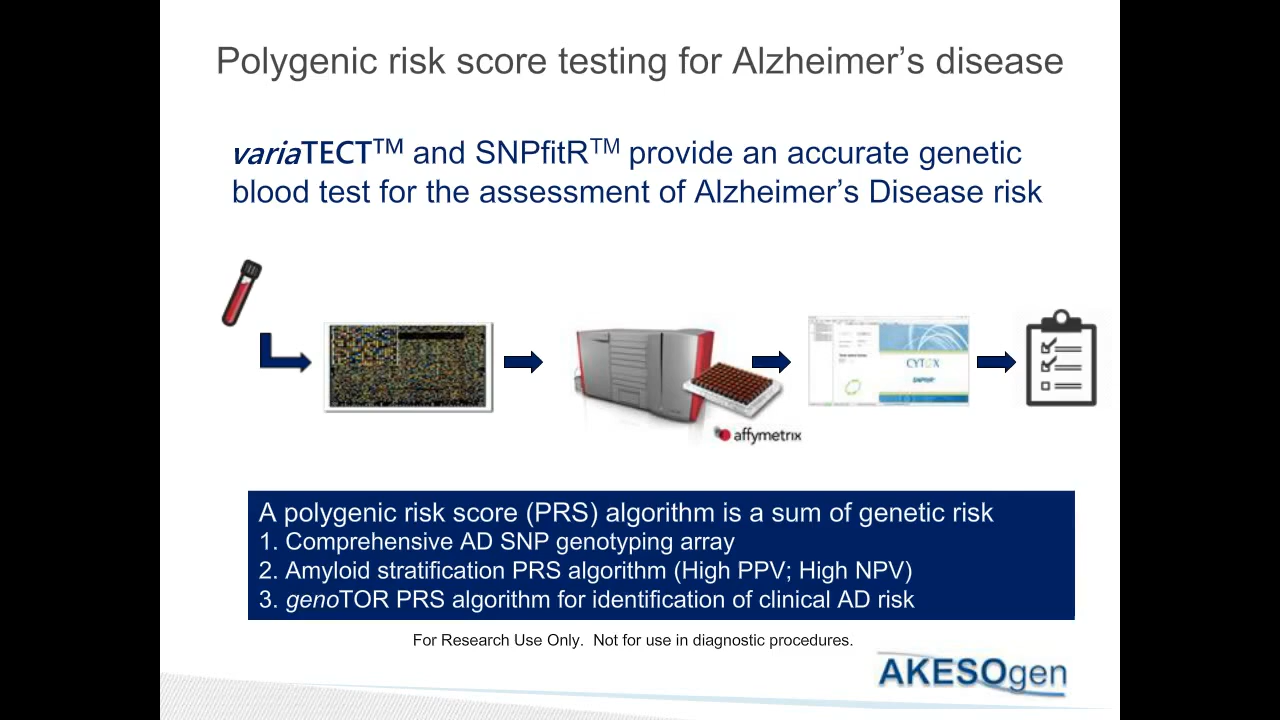 Polygenic risk score testing for Alzheimer’s disease
variaTECT™ and SNPfitR™ provide an accurate genetic
blood test for the assessment of Alzheimer’s Disease risk
CYTOX
SNPfitR
affymetrix
A polygenic risk score (PRS) algorithm is a sum of genetic risk
1. Comprehensive AD SNP genotyping array
2. Amyloid stratification PRS algorithm (High PPV; High NPV)
3. genoTOR PRS algorithm for identification of clinical AD risk
For Research Use Only.  Not for use in diagnostic procedures.
AKESOgen